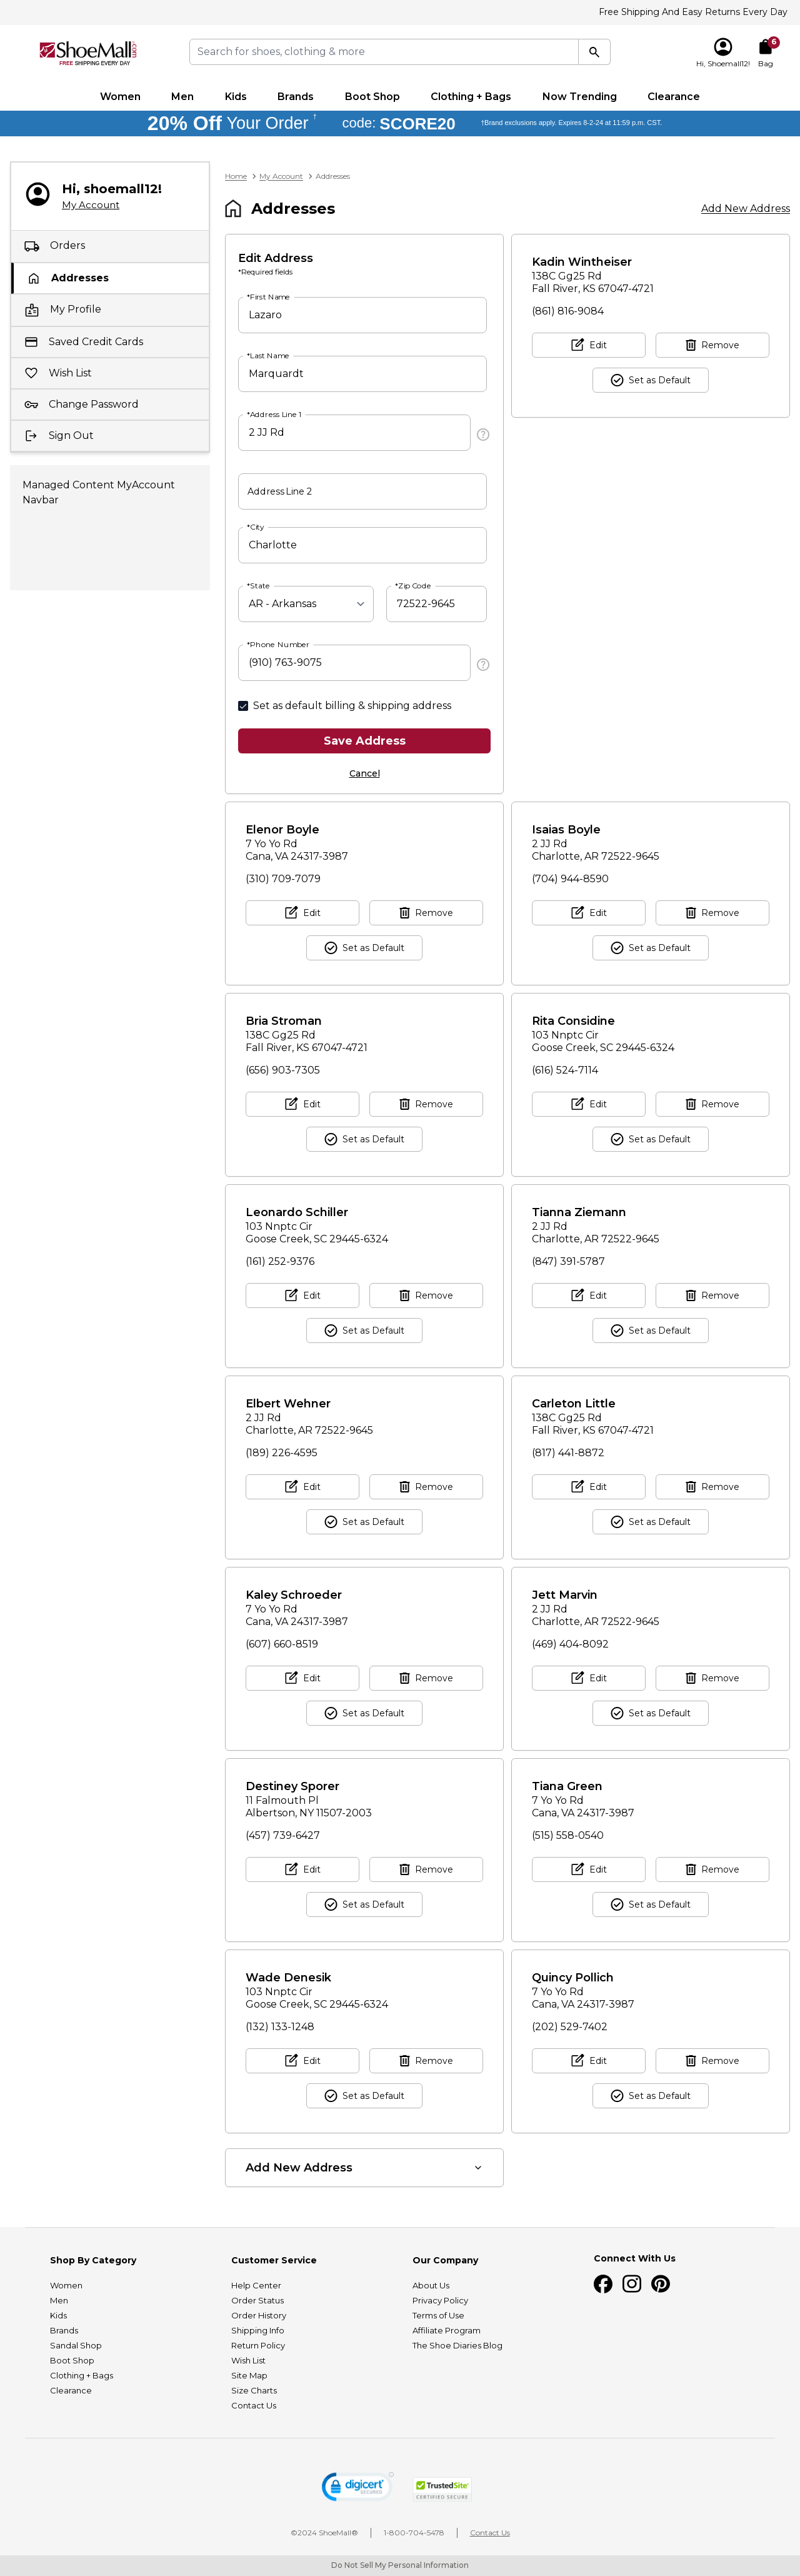 Free Shipping And Easy Returns Every Day
ShoeMall.com
FREE SHIPPING EVERY DAY
Search for shoes, clothing & more
6
Hi, Shoemall12!
Bag
Women
Men
Kids
Brands
Boot Shop
Clothing + Bags
Now Trending
Clearance
20% Off Your Order † code: SCORE20 †Brand exclusions apply. Expires 8-2-24 at 11:59 p.m. CST.
Hi, shoemall12!
My Account
Orders
Addresses
My Profile
Saved Credit Cards
Wish List
Change Password
Sign Out
Managed Content MyAccount
Navbar
Home > My Account > Addresses
Addresses
Add New Address
Edit Address
*Required fields
*First Name
Lazaro
*Last Name
Marquardt
*Address Line 1
2 JJ Rd
Address Line 2
*City
Charlotte
*State
AR - Arkansas
*Zip Code
72522-9645
*Phone Number
(910) 763-9075
Set as default billing & shipping address
Save Address
Cancel
Kadin Wintheiser
138C Gg25 Rd
Fall River, KS 67047-4721
(861) 816-9084
Edit
Remove
Set as Default
Elenor Boyle
7 Yo Yo Rd
Cana, VA 24317-3987
(310) 709-7079
Edit
Remove
Set as Default
Isaias Boyle
2 JJ Rd
Charlotte, AR 72522-9645
(704) 944-8590
Edit
Remove
Set as Default
Bria Stroman
138C Gg25 Rd
Fall River, KS 67047-4721
(656) 903-7305
Edit
Remove
Set as Default
Rita Considine
103 Nnptc Cir
Goose Creek, SC 29445-6324
(616) 524-7114
Edit
Remove
Set as Default
Leonardo Schiller
103 Nnptc Cir
Goose Creek, SC 29445-6324
(161) 252-9376
Edit
Remove
Set as Default
Tianna Ziemann
2 JJ Rd
Charlotte, AR 72522-9645
(847) 391-5787
Edit
Remove
Set as Default
Elbert Wehner
2 JJ Rd
Charlotte, AR 72522-9645
(189) 226-4595
Edit
Remove
Set as Default
Carleton Little
138C Gg25 Rd
Fall River, KS 67047-4721
(817) 441-8872
Edit
Remove
Set as Default
Kaley Schroeder
7 Yo Yo Rd
Cana, VA 24317-3987
(607) 660-8519
Edit
Remove
Set as Default
Jett Marvin
2 JJ Rd
Charlotte, AR 72522-9645
(469) 404-8092
Edit
Remove
Set as Default
Destiney Sporer
11 Falmouth Pl
Albertson, NY 11507-2003
(457) 739-6427
Edit
Remove
Set as Default
Tiana Green
7 Yo Yo Rd
Cana, VA 24317-3987
(515) 558-0540
Edit
Remove
Set as Default
Wade Denesik
103 Nnptc Cir
Goose Creek, SC 29445-6324
(132) 133-1248
Edit
Remove
Set as Default
Quincy Pollich
7 Yo Yo Rd
Cana, VA 24317-3987
(202) 529-7402
Edit
Remove
Set as Default
Add New Address
Shop By Category
Women
Men
Kids
Brands
Sandal Shop
Boot Shop
Clothing + Bags
Clearance
Customer Service
Help Center
Order Status
Order History
Shipping Info
Return Policy
Wish List
Site Map
Size Charts
Contact Us
Our Company
About Us
Privacy Policy
Terms of Use
Affiliate Program
The Shoe Diaries Blog
Connect With Us
digicert
SECURED
TrustedSite
CERTIFIED SECURE
©2024 ShoeMall®
1-800-704-5478
Contact Us
Do Not Sell My Personal Information